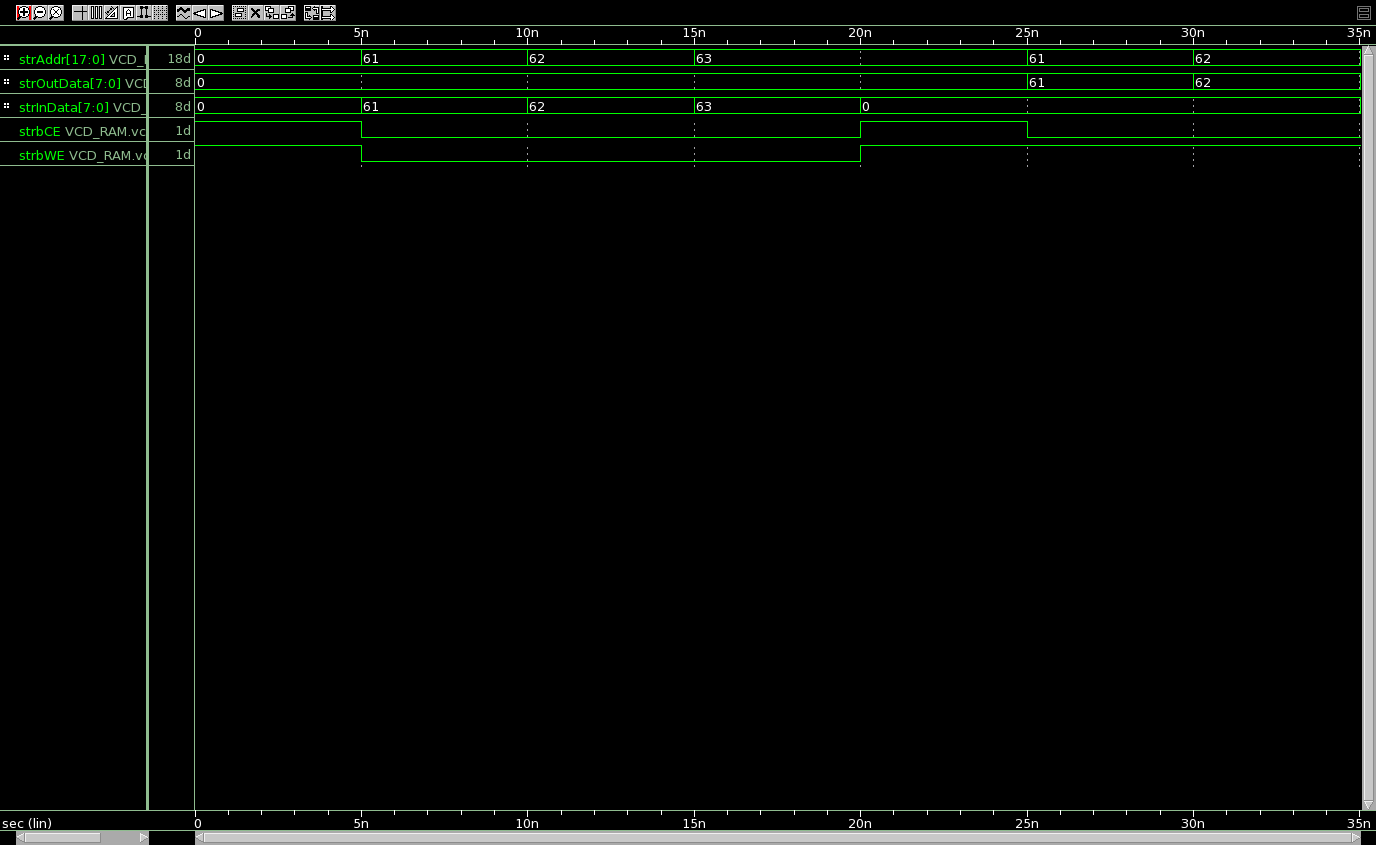 0 5n 10n 15n 20n 25n 30n 35n
strAddr[17:0] VCD_ 18d 0 61 62 63 61 62
strOutData[7:0] VCD 8d 0 61 62
strInData[7:0] VCD_ 8d 0 61 62 63 0
strbCE VCD_RAM.vc 1d
strbWE VCD_RAM.vc 1d
sec (lin) 0 5n 10n 15n 20n 25n 30n 35n